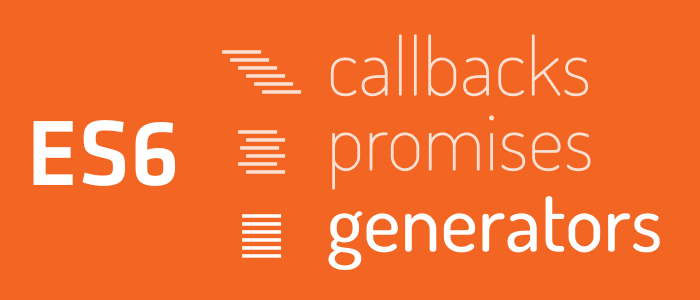 ES6
callbacks
promises
generators